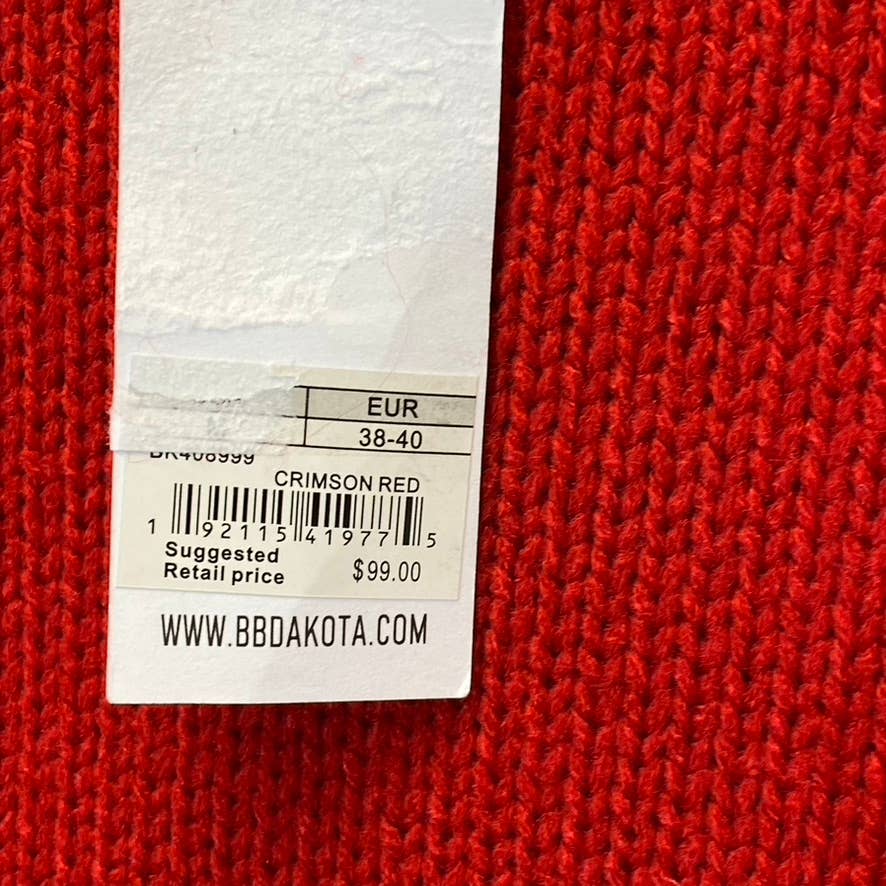 EUR
38-40
BK408999
CRIMSON RED
1 92115 41977 5
Suggested
Retail price $99.00
WWW.BBDAKOTA.COM